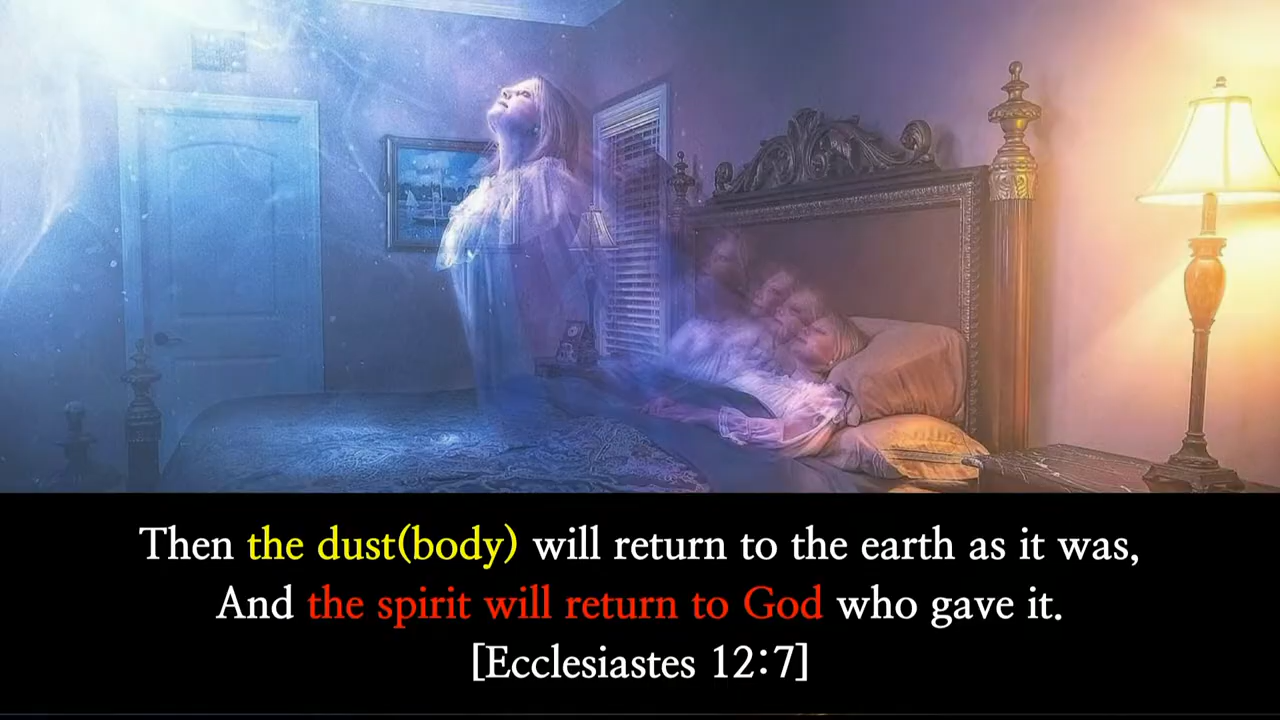 Then the dust(body) will return to the earth as it was,
And the spirit will return to God who gave it.
[Ecclesiastes 12:7]